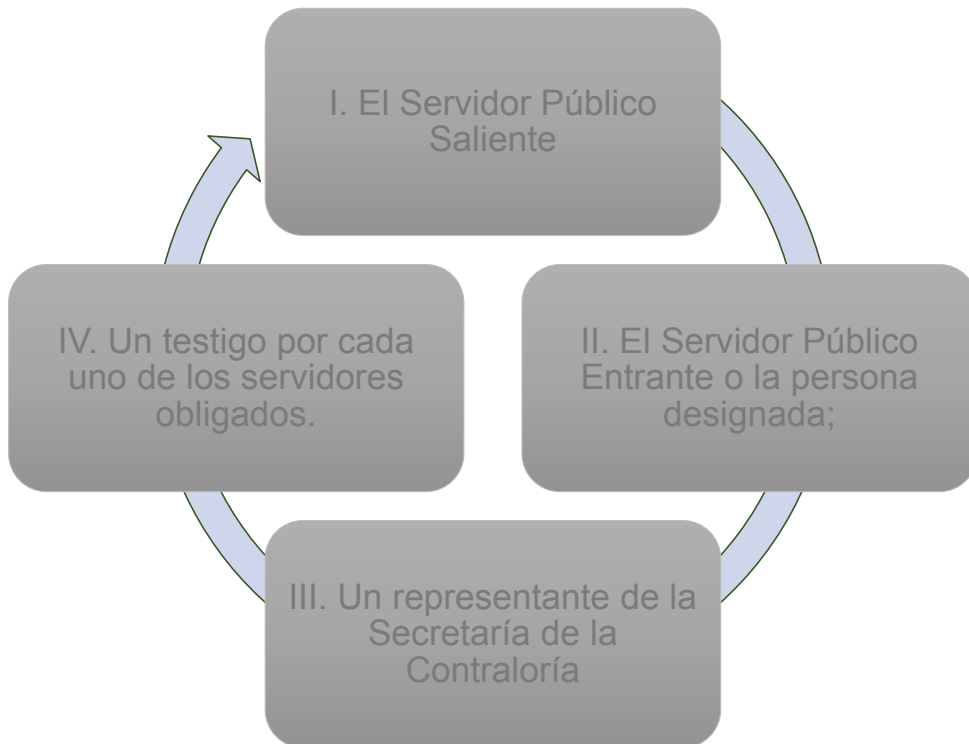 I. El Servidor Público
Saliente
II. El Servidor Público
Entrante o la persona
designada;
III. Un representante de la
Secretaría de la
Contraloría
IV. Un testigo por cada
uno de los servidores
obligados.